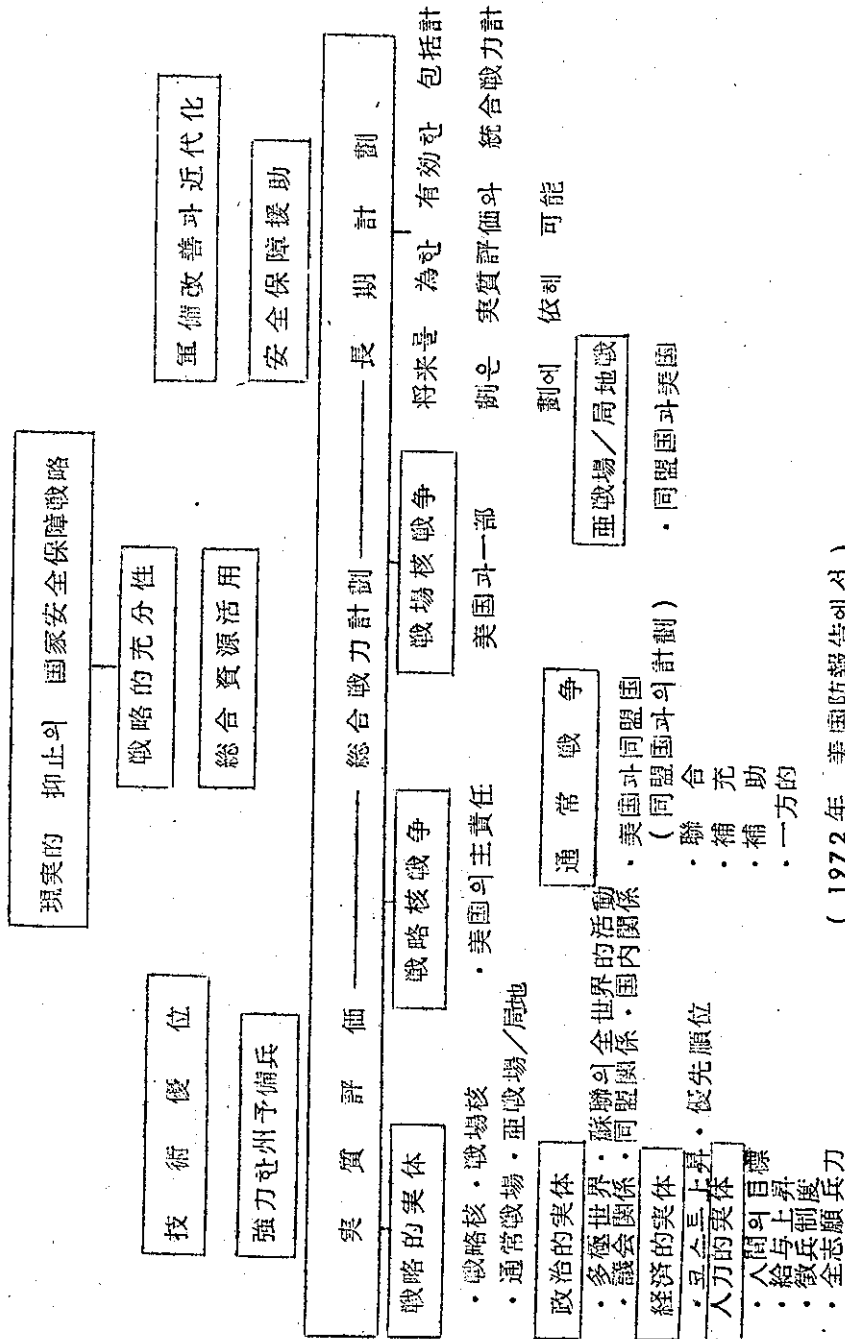 現実的 抑止의 国家安全保障戦略
技術優位
戦略的充分性
軍備改善과近代化
強力한州予備兵
総合資源活用
安全保障援助
実質評価――総合戦力計劃――長期計劃
戦略的実体
・戦略核・戦場核
・通常戦場・亜戦場/局地
政治的実体
・多極世界・蘇聯의全世界的活動
・議会関係・同盟関係・国内関係
経済的実体
・코스트上昇・優先順位
人力的実体
・人間의目標
・給与上昇
・徴兵制度
・全志願兵力
戦略核戦争
・美国의主責任
戦場核戦争
美国과一部
通常戦争
・美国과同盟国
(同盟国과의計劃)
・聯合
・補充
・補助
・一方的
亜戦場/局地戦
・同盟国과美国
将来를 為한 有効한 包括計
劃은 実質評価와 統合戦力計
劃에 依해 可能
(1972年 美国防報告에서)